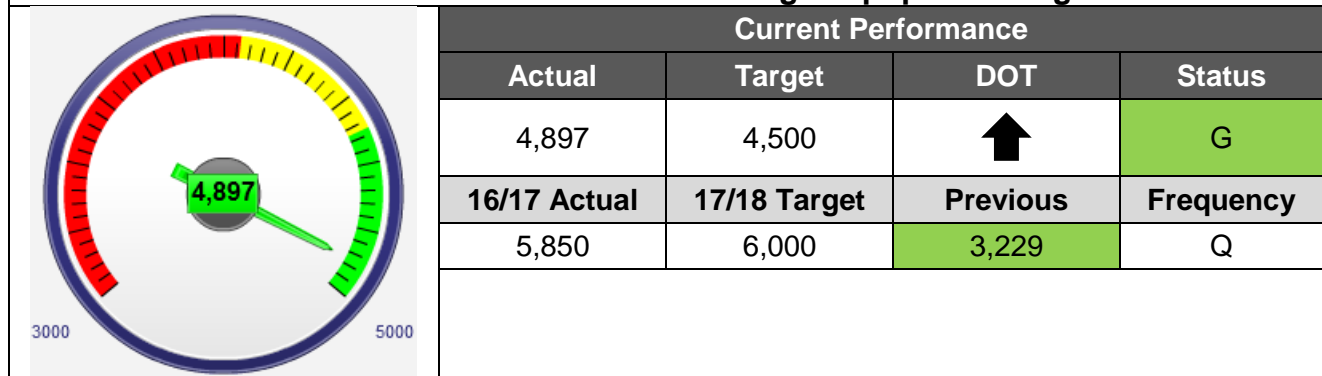 Current Performance
Actual Target DOT Status
4,897 4,500 G
16/17 Actual 17/18 Target Previous Frequency
5,850 6,000 3,229 Q
4,897
3000 5000